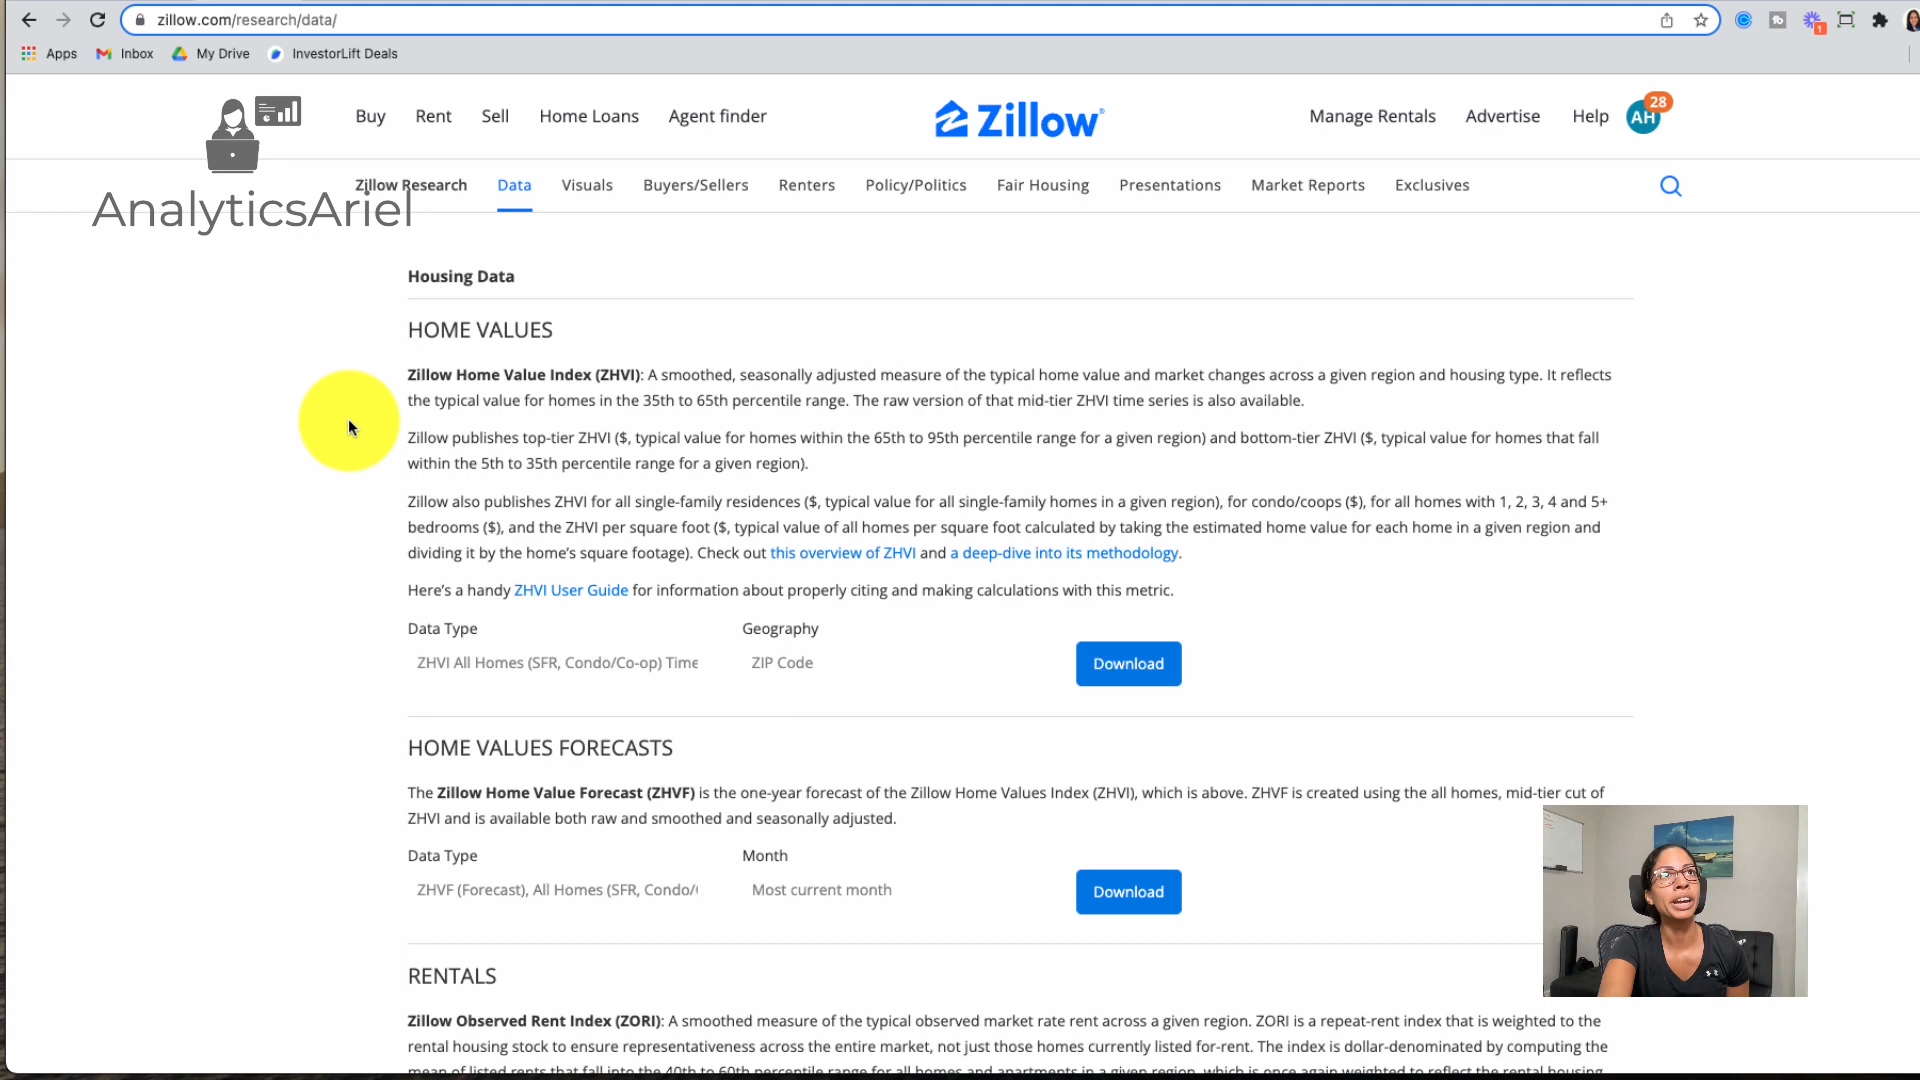 zillow.com/research/data/
Apps Inbox My Drive InvestorLift Deals
1
Buy Rent Sell Home Loans Agent finder Zillow Manage Rentals Advertise Help AH 28
Zillow Research Data Visuals Buyers/Sellers Renters Policy/Politics Fair Housing Presentations Market Reports Exclusives
AnalyticsAriel
Housing Data
HOME VALUES
Zillow Home Value Index (ZHVI): A smoothed, seasonally adjusted measure of the typical home value and market changes across a given region and housing type. It reflects
the typical value for homes in the 35th to 65th percentile range. The raw version of that mid-tier ZHVI time series is also available.
Zillow publishes top-tier ZHVI ($, typical value for homes within the 65th to 95th percentile range for a given region) and bottom-tier ZHVI ($, typical value for homes that fall
within the 5th to 35th percentile range for a given region).
Zillow also publishes ZHVI for all single-family residences ($, typical value for all single-family homes in a given region), for condo/coops ($), for all homes with 1, 2, 3, 4 and 5+
bedrooms ($), and the ZHVI per square foot ($, typical value of all homes per square foot calculated by taking the estimated home value for each home in a given region and
dividing it by the home’s square footage). Check out this overview of ZHVI and a deep-dive into its methodology.
Here’s a handy ZHVI User Guide for information about properly citing and making calculations with this metric.
Data Type Geography
ZHVI All Homes (SFR, Condo/Co-op) Time ZIP Code Download
HOME VALUES FORECASTS
The Zillow Home Value Forecast (ZHVF) is the one-year forecast of the Zillow Home Values Index (ZHVI), which is above. ZHVF is created using the all homes, mid-tier cut of
ZHVI and is available both raw and smoothed and seasonally adjusted.
Data Type Month
ZHVF (Forecast), All Homes (SFR, Condo/ Most current month Download
RENTALS
Zillow Observed Rent Index (ZORI): A smoothed measure of the typical observed market rate rent across a given region. ZORI is a repeat-rent index that is weighted to the
rental housing stock to ensure representativeness across the entire market, not just those homes currently listed for-rent. The index is dollar-denominated by computing the
mean of listed rents that fall into the 40th to 60th percentile range for all homes and apartments in a given region, which is once again weighted to reflect the rental housing